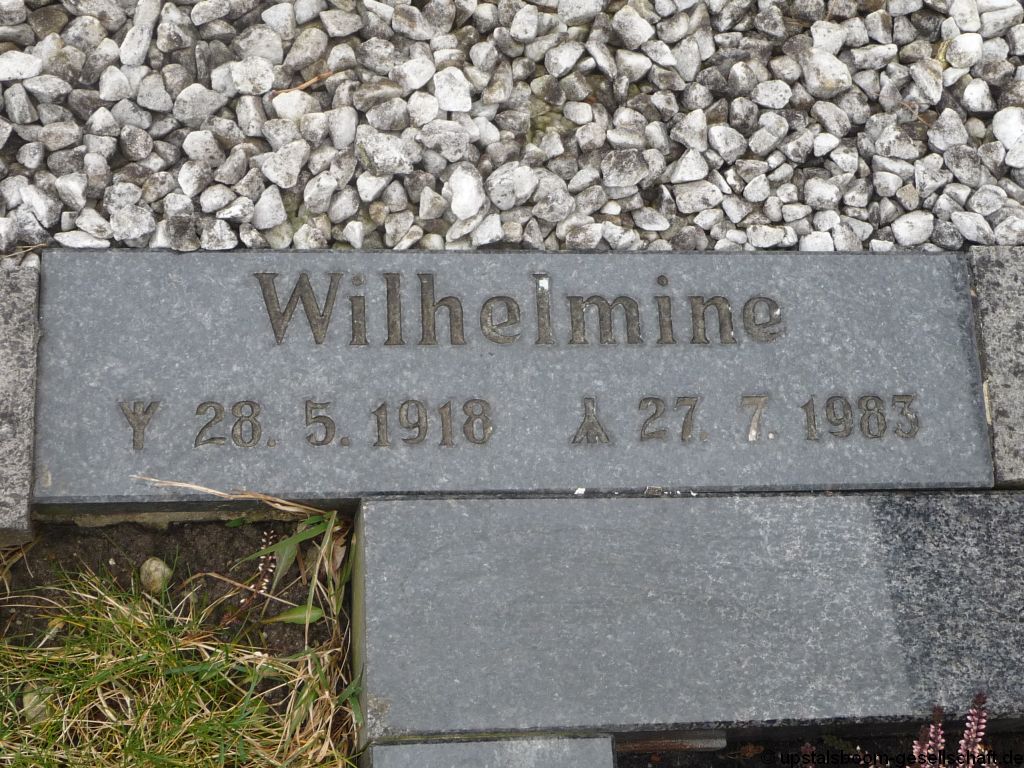 Wilhelmine
ᛉ 28. 5. 1918 ᛣ 27. 7. 1983
© upstalsboom-gesellschaft.de